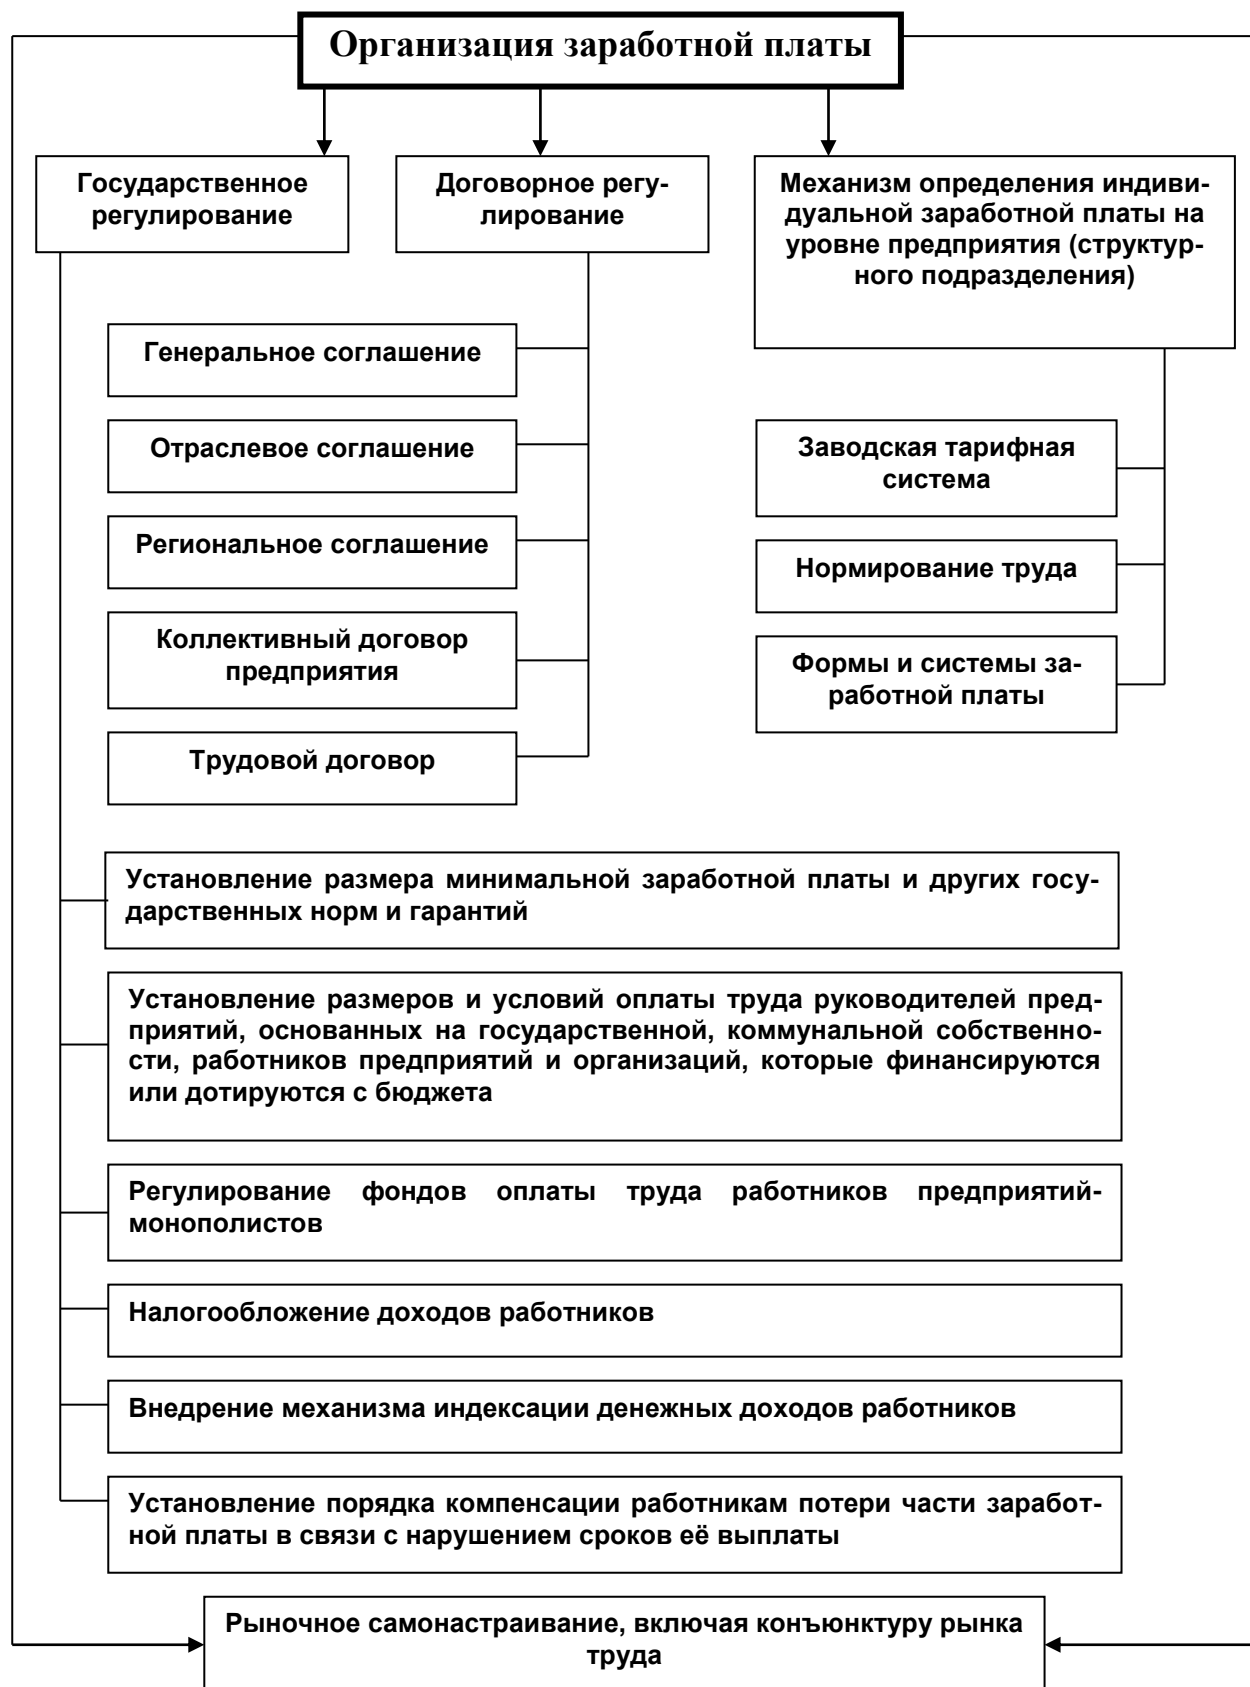 Организация заработной платы
Государственное
регулирование
Договорное регу-
лирование
Механизм определения индиви-
дуальной заработной платы на
уровне предприятия (структур-
ного подразделения)
Генеральное соглашение
Отраслевое соглашение
Региональное соглашение
Коллективный договор
предприятия
Трудовой договор
Заводская тарифная
система
Нормирование труда
Формы и системы за-
работной платы
Установление размера минимальной заработной платы и других госу-
дарственных норм и гарантий
Установление размеров и условий оплаты труда руководителей пред-
приятий, основанных на государственной, коммунальной собственно-
сти, работников предприятий и организаций, которые финансируются
или дотируются с бюджета
Регулирование фондов оплаты труда работников предприятий-
монополистов
Налогообложение доходов работников
Внедрение механизма индексации денежных доходов работников
Установление порядка компенсации работникам потери части заработ-
ной платы в связи с нарушением сроков её выплаты
Рыночное самонастраивание, включая конъюнктуру рынка
труда